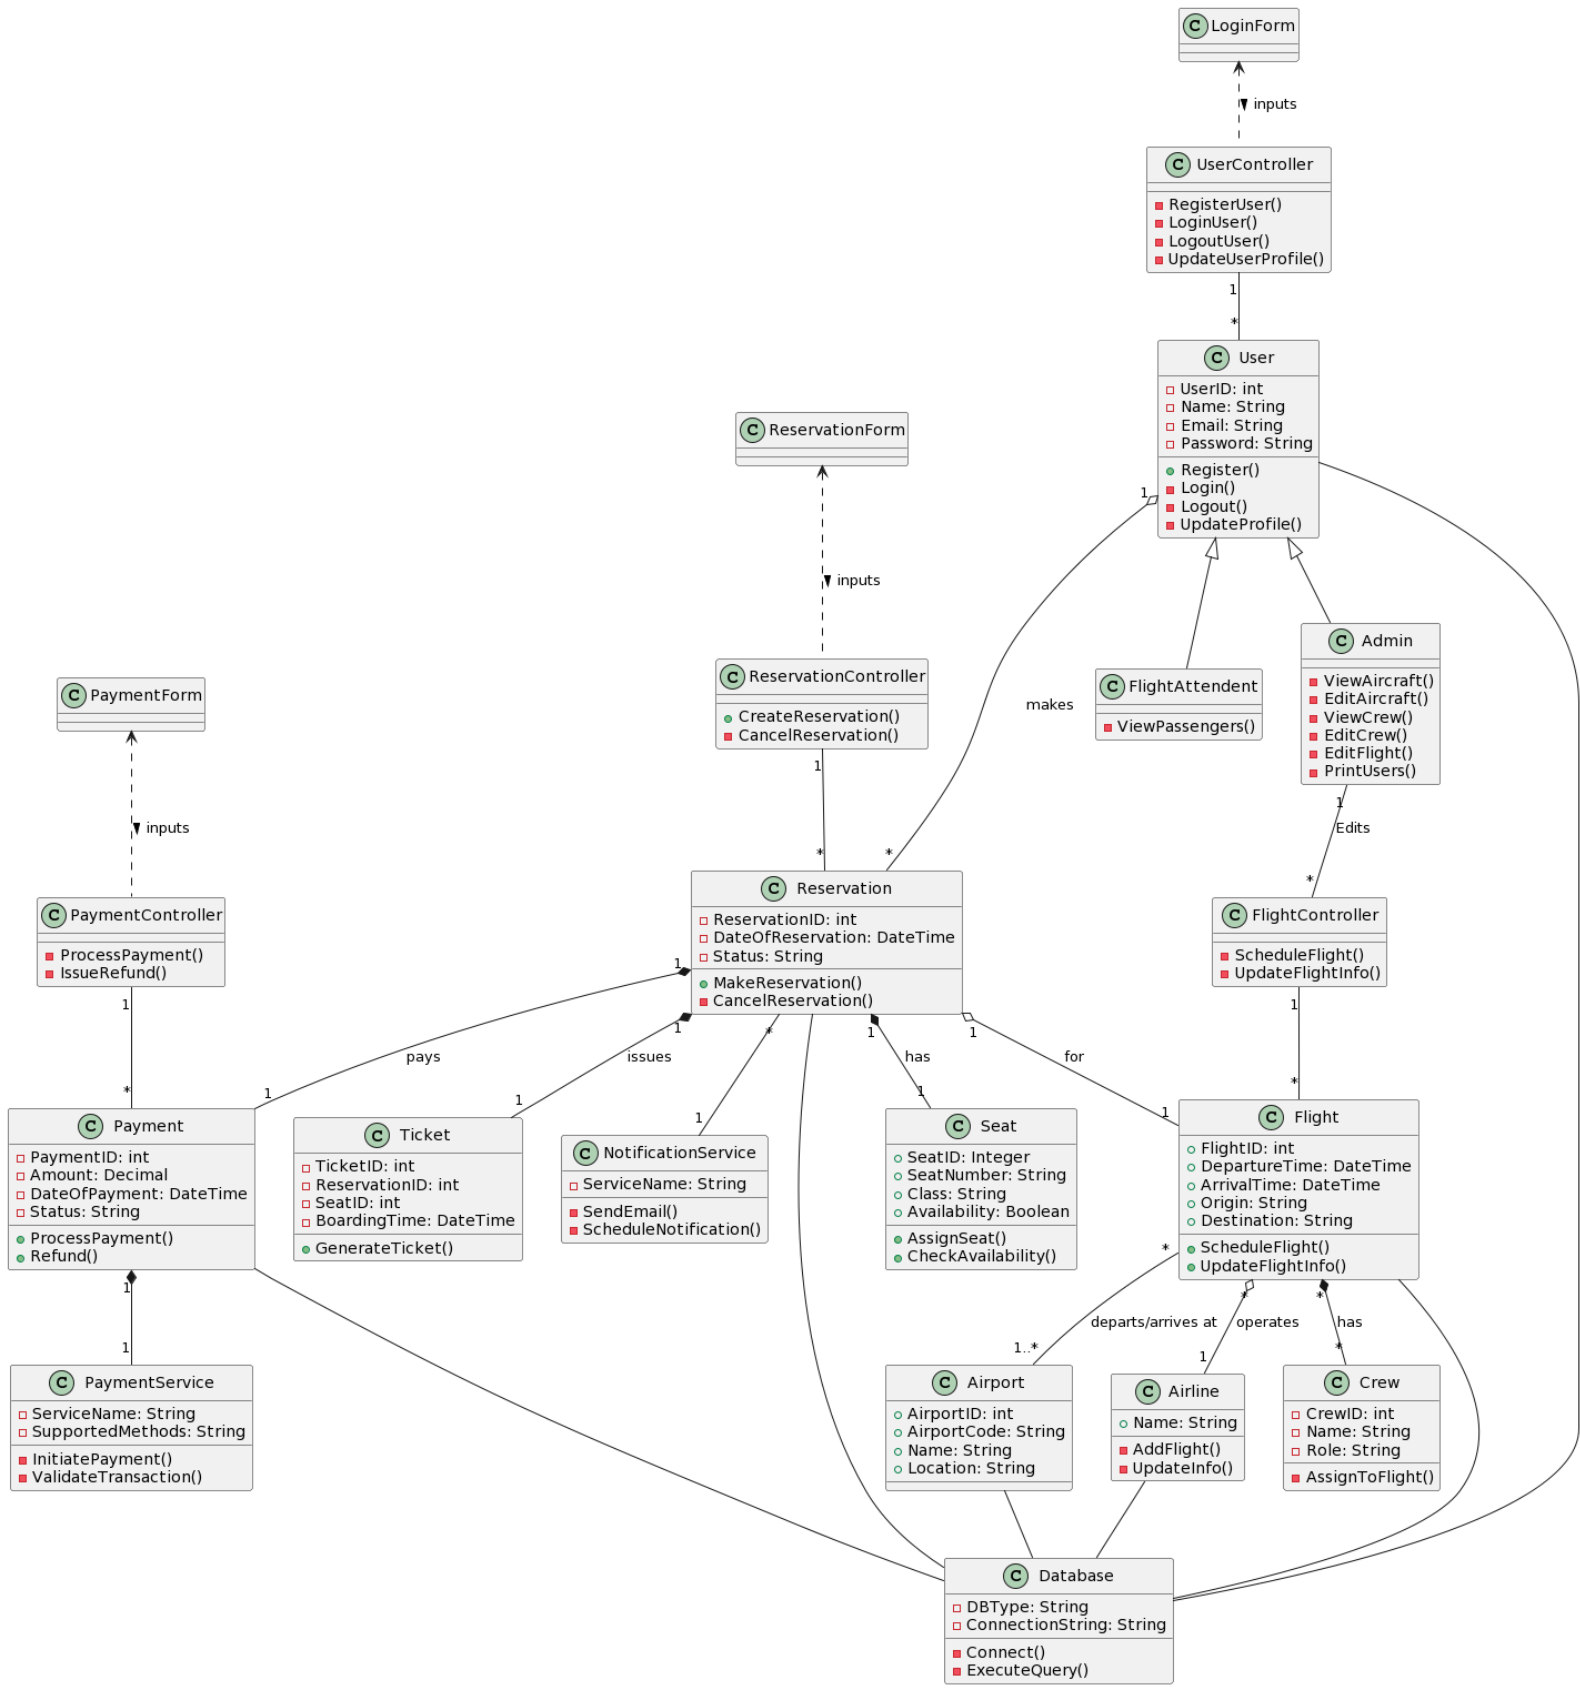 LoginForm
inputs
UserController
RegisterUser()
LoginUser()
LogoutUser()
UpdateUserProfile()
1
*
User
UserID: int
Name: String
Email: String
Password: String
Register()
Login()
Logout()
UpdateProfile()
1
makes
*
ReservationForm
inputs
ReservationController
CreateReservation()
CancelReservation()
1
*
FlightAttendent
ViewPassengers()
Admin
ViewAircraft()
EditAircraft()
ViewCrew()
EditCrew()
EditFlight()
PrintUsers()
1
Edits
*
PaymentForm
inputs
PaymentController
ProcessPayment()
IssueRefund()
1
*
Reservation
ReservationID: int
DateOfReservation: DateTime
Status: String
MakeReservation()
CancelReservation()
FlightController
ScheduleFlight()
UpdateFlightInfo()
1
*
1
pays
1
1
issues
1
*
1
1
has
1
1
for
1
Payment
PaymentID: int
Amount: Decimal
DateOfPayment: DateTime
Status: String
ProcessPayment()
Refund()
Ticket
TicketID: int
ReservationID: int
SeatID: int
BoardingTime: DateTime
GenerateTicket()
NotificationService
ServiceName: String
SendEmail()
ScheduleNotification()
Seat
SeatID: Integer
SeatNumber: String
Class: String
Availability: Boolean
AssignSeat()
CheckAvailability()
Flight
FlightID: int
DepartureTime: DateTime
ArrivalTime: DateTime
Origin: String
Destination: String
ScheduleFlight()
UpdateFlightInfo()
1
1
*
departs/arrives at
1..*
*
operates
1
*
has
*
PaymentService
ServiceName: String
SupportedMethods: String
InitiatePayment()
ValidateTransaction()
Airport
AirportID: int
AirportCode: String
Name: String
Location: String
Airline
Name: String
AddFlight()
UpdateInfo()
Crew
CrewID: int
Name: String
Role: String
AssignToFlight()
Database
DBType: String
ConnectionString: String
Connect()
ExecuteQuery()